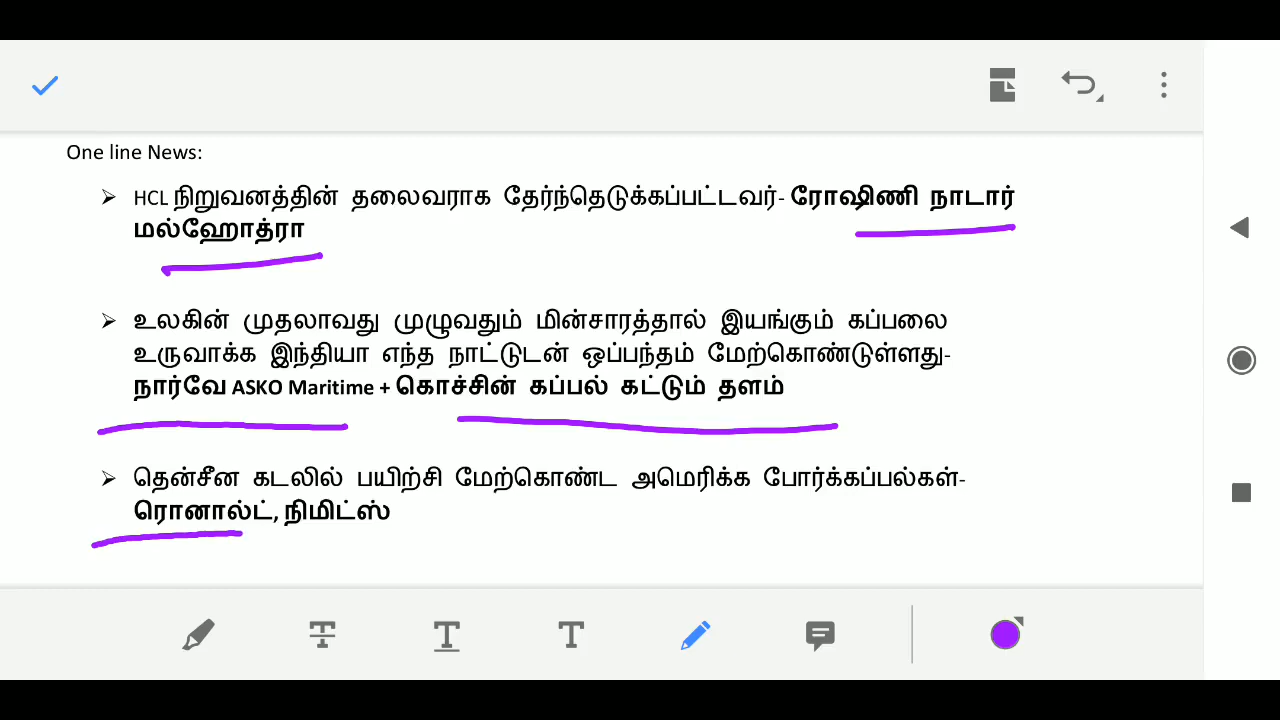 One line News:
➢ HCL நிறுவனத்தின் தலைவராக தேர்ந்தெடுக்கப்பட்டவர்- ரோஷிணி நாடார்
மல்ஹோத்ரா
➢ உலகின் முதலாவது முழுவதும் மின்சாரத்தால் இயங்கும் கப்பலை
உருவாக்க இந்தியா எந்த நாட்டுடன் ஒப்பந்தம் மேற்கொண்டுள்ளது-
நார்வே ASKO Maritime + கொச்சின் கப்பல் கட்டும் தளம்
➢ தென்சீன கடலில் பயிற்சி மேற்கொண்ட அமெரிக்க போர்க்கப்பல்கள்-
ரொனால்ட், நிமிட்ஸ்